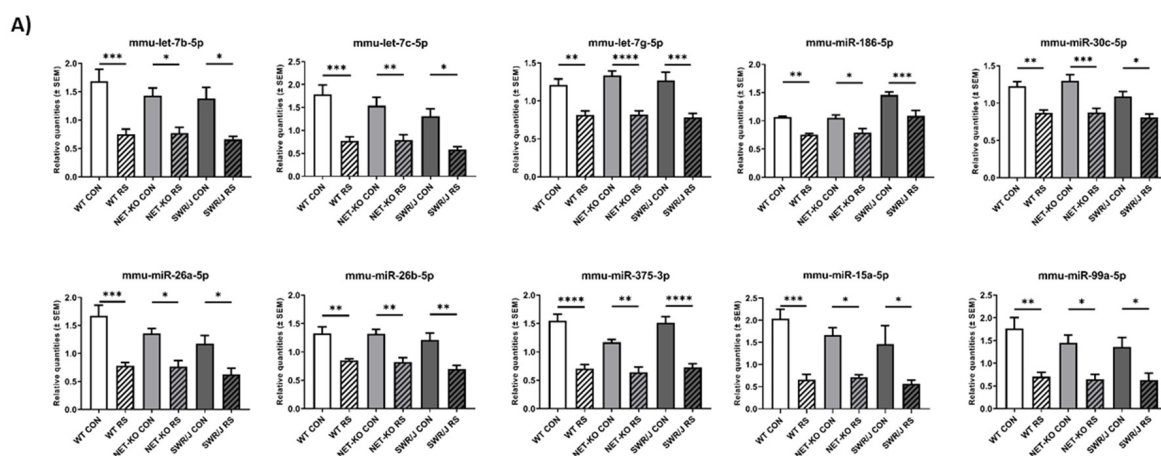 A)
mmu-let-7b-5p
Relative quantities (± SEM)
2.0
1.5
1.0
0.5
0.0
***
*
*
WT CON
WT RS
NET-KO CON
NET-KO RS
SWR/J CON
SWR/J RS
mmu-let-7c-5p
Relative quantities (± SEM)
2.5
2.0
1.5
1.0
0.5
0.0
***
**
*
WT CON
WT RS
NET-KO CON
NET-KO RS
SWR/J CON
SWR/J RS
mmu-let-7g-5p
Relative quantities (± SEM)
2.0
1.5
1.0
0.5
0.0
**
****
***
WT CON
WT RS
NET-KO CON
NET-KO RS
SWR/J CON
SWR/J RS
mmu-miR-186-5p
Relative quantities (± SEM)
2.0
1.5
1.0
0.5
0.0
**
*
***
WT CON
WT RS
NET-KO CON
NET-KO RS
SWR/J CON
SWR/J RS
mmu-miR-30c-5p
Relative quantities (± SEM)
1.5
1.0
0.5
0.0
**
***
*
WT CON
WT RS
NET-KO CON
NET-KO RS
SWR/J CON
SWR/J RS
mmu-miR-26a-5p
Relative quantities (± SEM)
2.0
1.5
1.0
0.5
0.0
***
*
*
WT CON
WT RS
NET-KO CON
NET-KO RS
SWR/J CON
SWR/J RS
mmu-miR-26b-5p
Relative quantities (± SEM)
2.0
1.5
1.0
0.5
0.0
**
**
**
WT CON
WT RS
NET-KO CON
NET-KO RS
SWR/J CON
SWR/J RS
mmu-miR-375-3p
Relative quantities (± SEM)
2.0
1.5
1.0
0.5
0.0
****
**
****
WT CON
WT RS
NET-KO CON
NET-KO RS
SWR/J CON
SWR/J RS
mmu-miR-15a-5p
Relative quantities (± SEM)
2.5
2.0
1.5
1.0
0.5
0.0
***
*
*
WT CON
WT RS
NET-KO CON
NET-KO RS
SWR/J CON
SWR/J RS
mmu-miR-99a-5p
Relative quantities (± SEM)
2.5
2.0
1.5
1.0
0.5
0.0
**
*
*
WT CON
WT RS
NET-KO CON
NET-KO RS
SWR/J CON
SWR/J RS